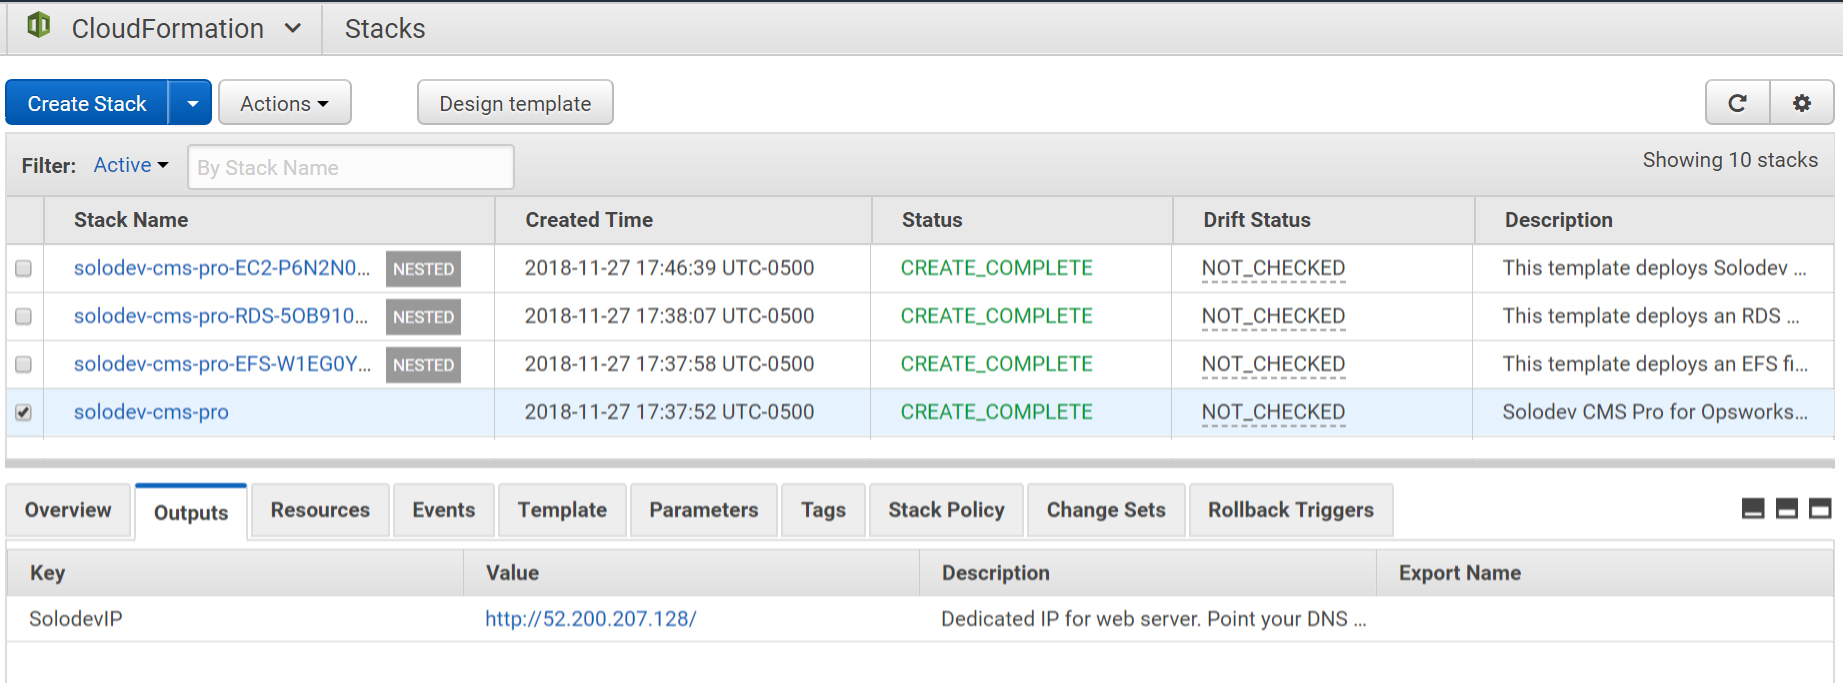 CloudFormation Stacks
Create Stack Actions Design template
Filter: Active By Stack Name Showing 10 stacks
Stack Name Created Time Status Drift Status Description
solodev-cms-pro-EC2-P6N2N0... NESTED 2018-11-27 17:46:39 UTC-0500 CREATE_COMPLETE NOT_CHECKED This template deploys Solodev ...
solodev-cms-pro-RDS-5OB910... NESTED 2018-11-27 17:38:07 UTC-0500 CREATE_COMPLETE NOT_CHECKED This template deploys an RDS ...
solodev-cms-pro-EFS-W1EG0Y... NESTED 2018-11-27 17:37:58 UTC-0500 CREATE_COMPLETE NOT_CHECKED This template deploys an EFS fi...
solodev-cms-pro 2018-11-27 17:37:52 UTC-0500 CREATE_COMPLETE NOT_CHECKED Solodev CMS Pro for Opsworks...
Overview Outputs Resources Events Template Parameters Tags Stack Policy Change Sets Rollback Triggers
Key Value Description Export Name
SolodevIP http://52.200.207.128/ Dedicated IP for web server. Point your DNS ...